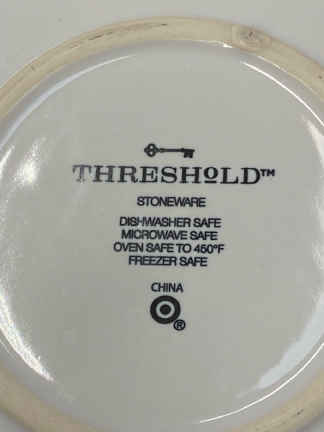 THRESHOLD™
STONEWARE
DISHWASHER SAFE
MICROWAVE SAFE
OVEN SAFE TO 450°F
FREEZER SAFE
CHINA
®